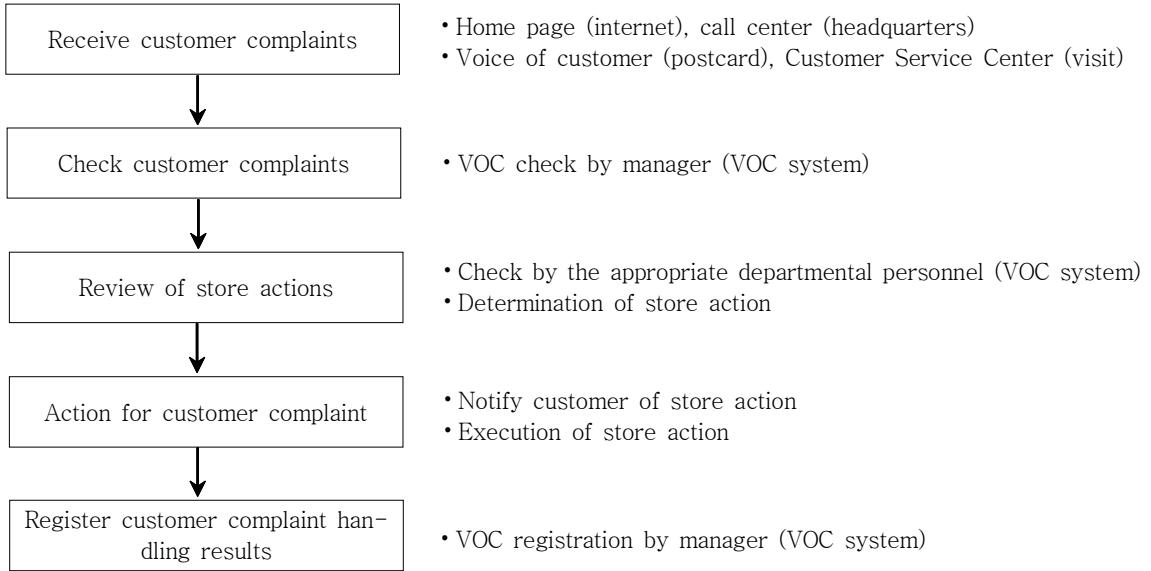 Receive customer complaints
• Home page (internet), call center (headquarters)
• Voice of customer (postcard), Customer Service Center (visit)
Check customer complaints
• VOC check by manager (VOC system)
Review of store actions
• Check by the appropriate departmental personnel (VOC system)
• Determination of store action
Action for customer complaint
• Notify customer of store action
• Execution of store action
Register customer complaint han-
dling results
• VOC registration by manager (VOC system)